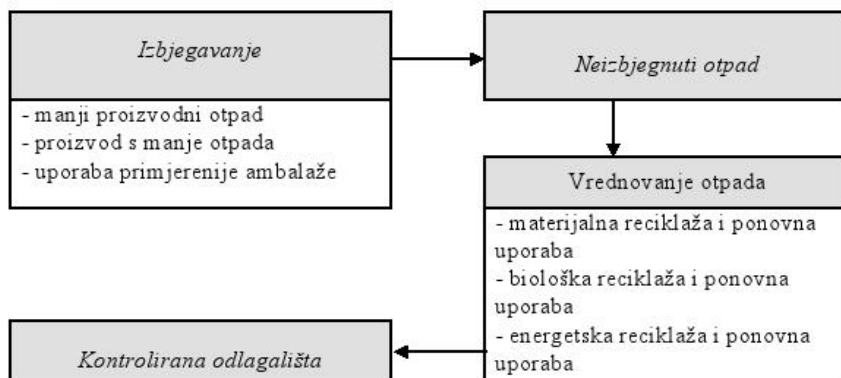 Izbjegavanje
- manji proizvodni otpad
- proizvod s manje otpada
- uporaba primjerenije ambalaže
Neizbjegnuti otpad
Vrednovanje otpada
- materijalna reciklaža i ponovna
uporaba
- biološka reciklaža i ponovna
uporaba
- energetska reciklaža i ponovna
uporaba
Kontrolirana odlagališta